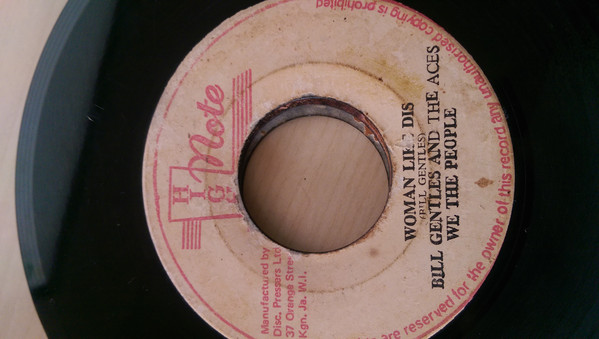 HIG
Note
WOMAN LIKE DIS
(BILL GENTLES)
BILL GENTLES AND THE ACES
WE THE PEOPLE
Manufactured by
Disc. Pressers Ltd
37 Orange Stre
Kgn. Ja. W.I.
are reserved for the owner of this record any unauthorised copying is prohibited